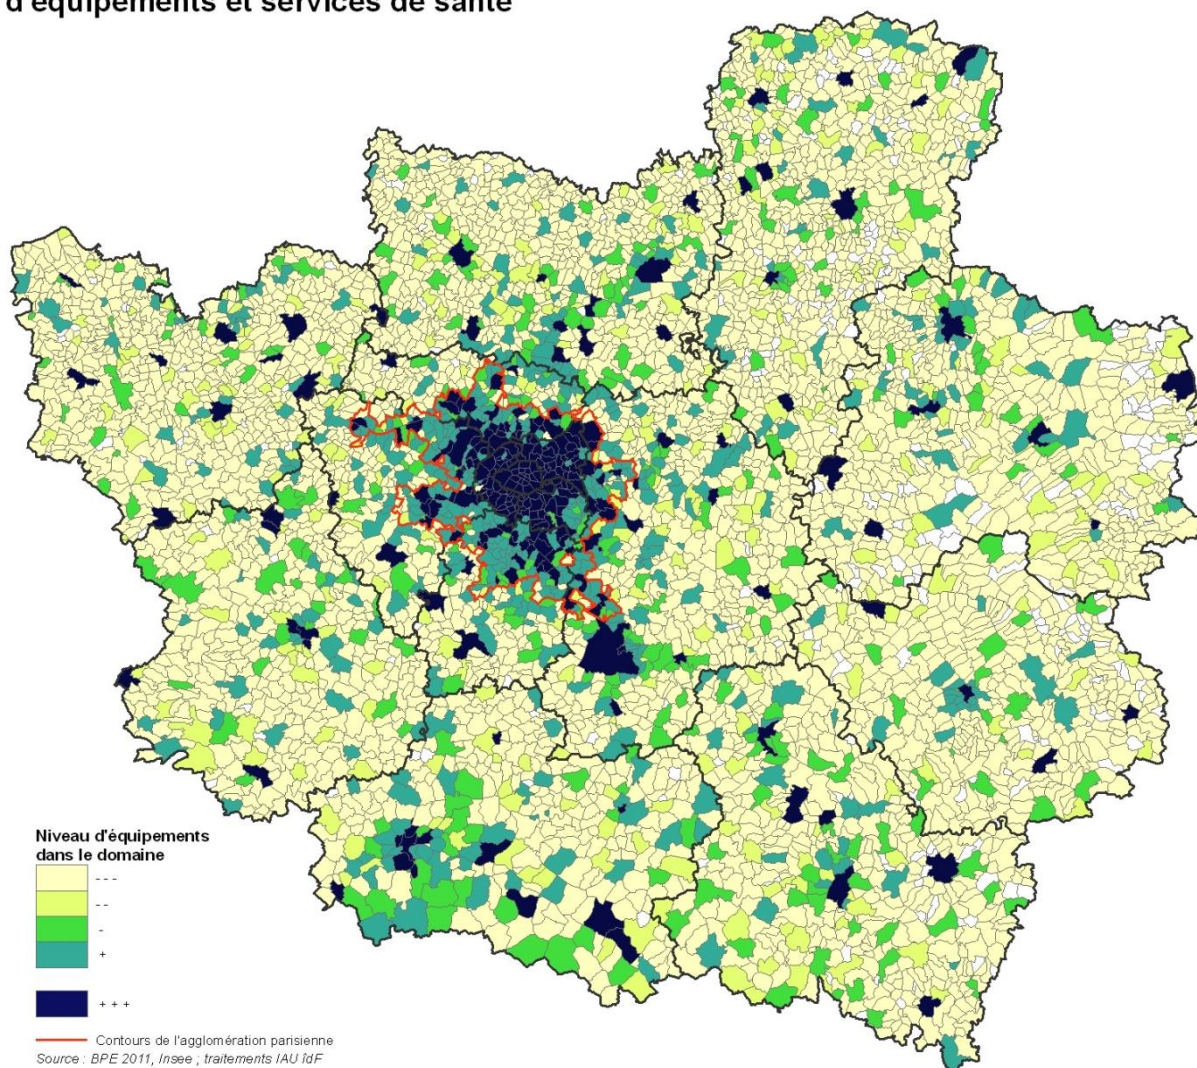 d'équipements et services de santé
Niveau d'équipements
dans le domaine
- - -
- -
-
+
+ + +
Contours de l'agglomération parisienne
Source : BPE 2011, Insee ; traitements IAU îdF